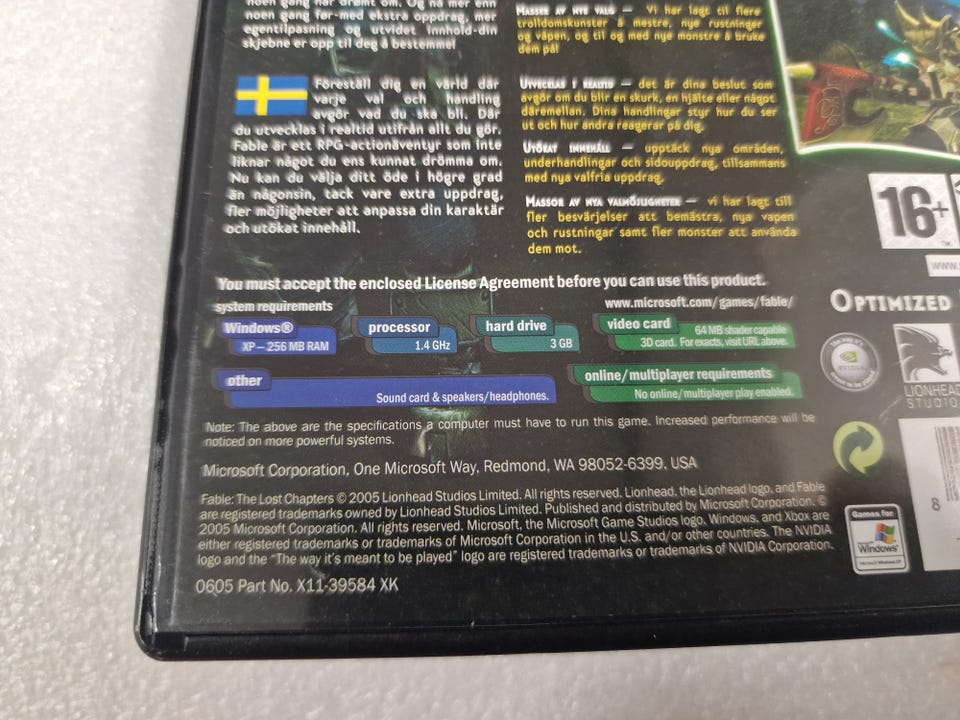 noen gang har drømt om. Og nå mer enn
noen gang før-med ekstra oppdrag, mer
egentilpasning og utvidet innhold-din
skjebne er opp til deg å bestemme!
Masser av nye valg — Vi har lagt til flere
trolldomskunster å mestre, nye rustninger
og våpen, og til og med nye monstre å bruke
dem på!
Föreställ dig en värld där
varje val och handling
avgör vad du ska bli. Där
du utvecklas i realtid utifrån allt du gör.
Fable är ett RPG-actionäventyr som inte
liknar något du ens kunnat drömma om.
Nu kan du välja ditt öde i högre grad
än någonsin, tack vare extra uppdrag,
fler möjligheter att anpassa din karaktär
och utökat innehåll.
Utvecklas i realtid — det är dina beslut som
avgör om du blir en skurk, en hjälte eller något
däremellan. Dina handlingar styr hur du ser
ut och hur andra reagerar på dig.
Utökat innehåll — upptäck nya områden,
underhandlingar och sidouppdrag, tillsammans
med nya valfria uppdrag.
Massor av nya valmöjligheter — vi har lagt till
fler besvärjelser att bemästra, nya vapen
och rustningar samt fler monster att använda
dem mot.
16+
www.
You must accept the enclosed License Agreement before you can use this product.
system requirements
www.microsoft.com/games/fable/
Windows®
XP – 256 MB RAM
processor
1.4 GHz
hard drive
3 GB
video card
64 MB shader capable
3D card. For exacts, visit URL above.
other
Sound card & speakers/headphones.
online/multiplayer requirements
No online/multiplayer play enabled.
OPTIMIZED
NVIDIA
LIONHEAD
STUDIO
Note: The above are the specifications a computer must have to run this game. Increased performance will be
noticed on more powerful systems.
Microsoft Corporation, One Microsoft Way, Redmond, WA 98052-6399. USA
Fable: The Lost Chapters © 2005 Lionhead Studios Limited. All rights reserved. Lionhead, the Lionhead logo, and Fable
are registered trademarks owned by Lionhead Studios Limited. Published and distributed by Microsoft Corporation. ©
2005 Microsoft Corporation. All rights reserved. Microsoft, the Microsoft Game Studios logo, Windows, and Xbox are
either registered trademarks or trademarks of Microsoft Corporation in the U.S. and/or other countries. The NVIDIA
logo and the "The way it's meant to be played" logo are registered trademarks or trademarks of NVIDIA Corporation.
0605 Part No. X11-39584 XK
Games for
Windows
8